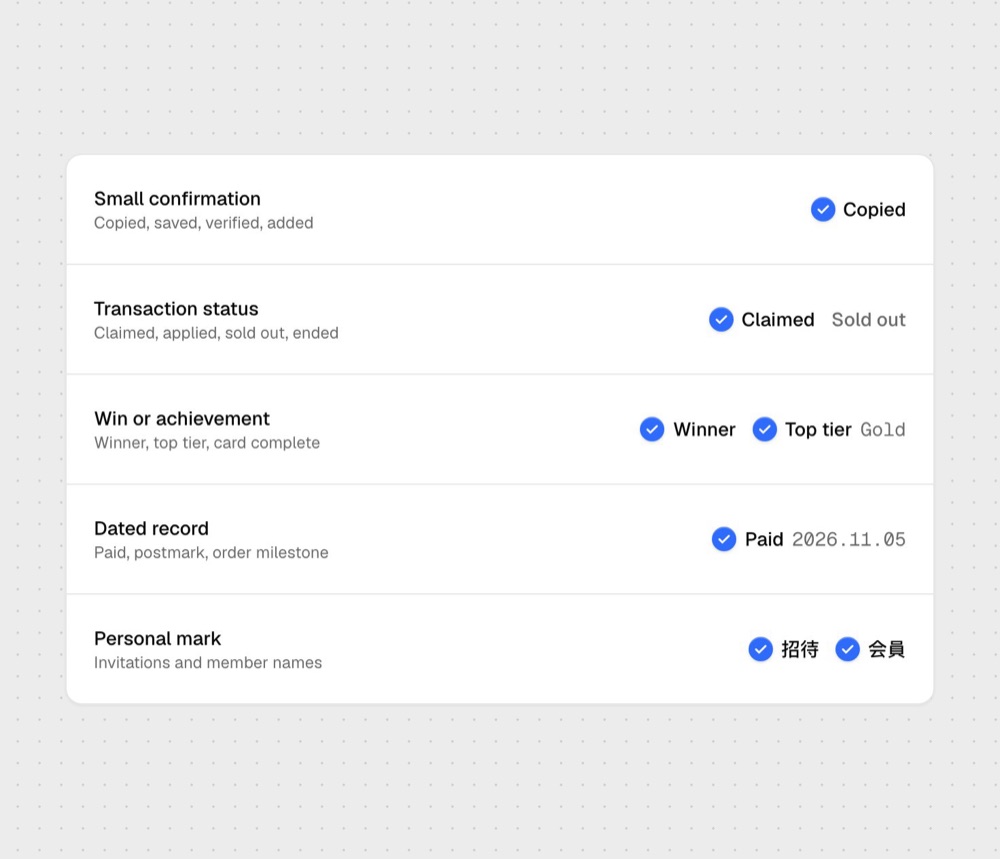 Small confirmation
Copied, saved, verified, added
Copied
Transaction status
Claimed, applied, sold out, ended
Claimed Sold out
Win or achievement
Winner, top tier, card complete
Winner Top tier Gold
Dated record
Paid, postmark, order milestone
Paid 2026.11.05
Personal mark
Invitations and member names
招待 会員